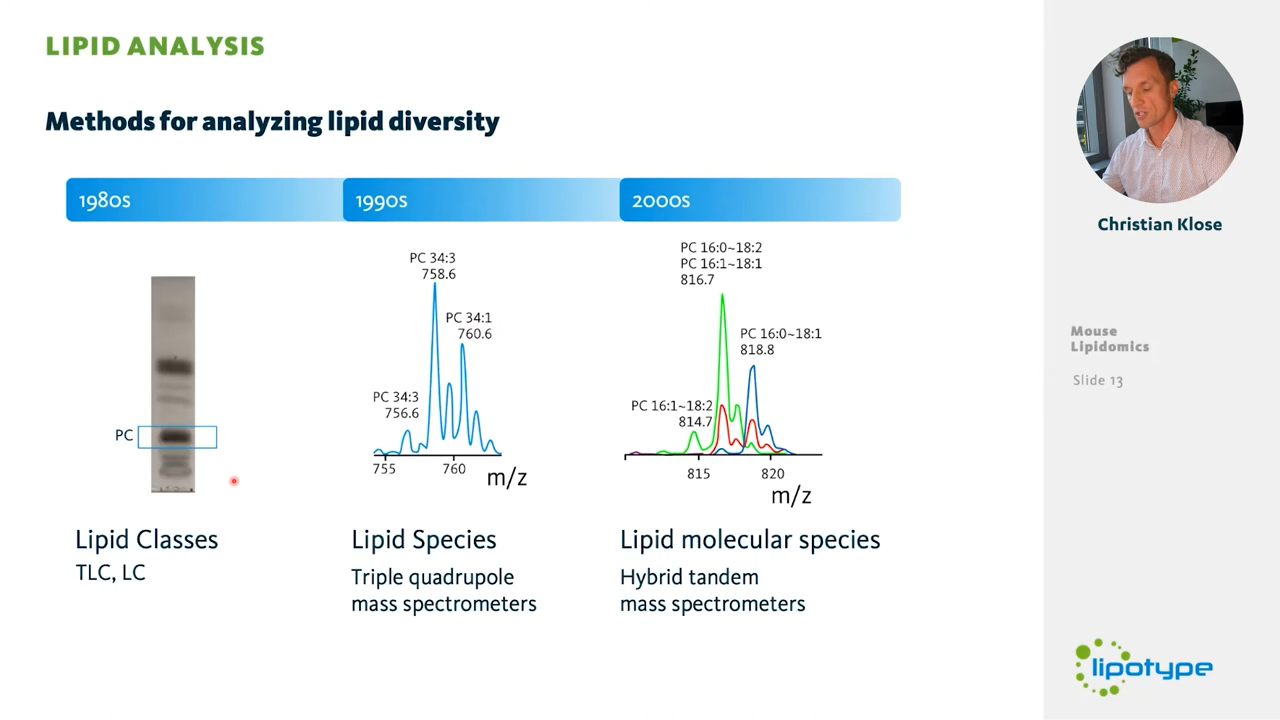 LIPID ANALYSIS
Methods for analyzing lipid diversity
1980s
1990s
2000s
PC
PC 34:3
758.6
PC 34:1
760.6
PC 34:3
756.6
755
760
m/z
PC 16:0~18:2
PC 16:1~18:1
816.7
PC 16:0~18:1
818.8
PC 16:1~18:2
814.7
815
820
m/z
Lipid Classes
TLC, LC
Lipid Species
Triple quadrupole
mass spectrometers
Lipid molecular species
Hybrid tandem
mass spectrometers
Christian Klose
Mouse
Lipidomics
Slide 13
lipotype